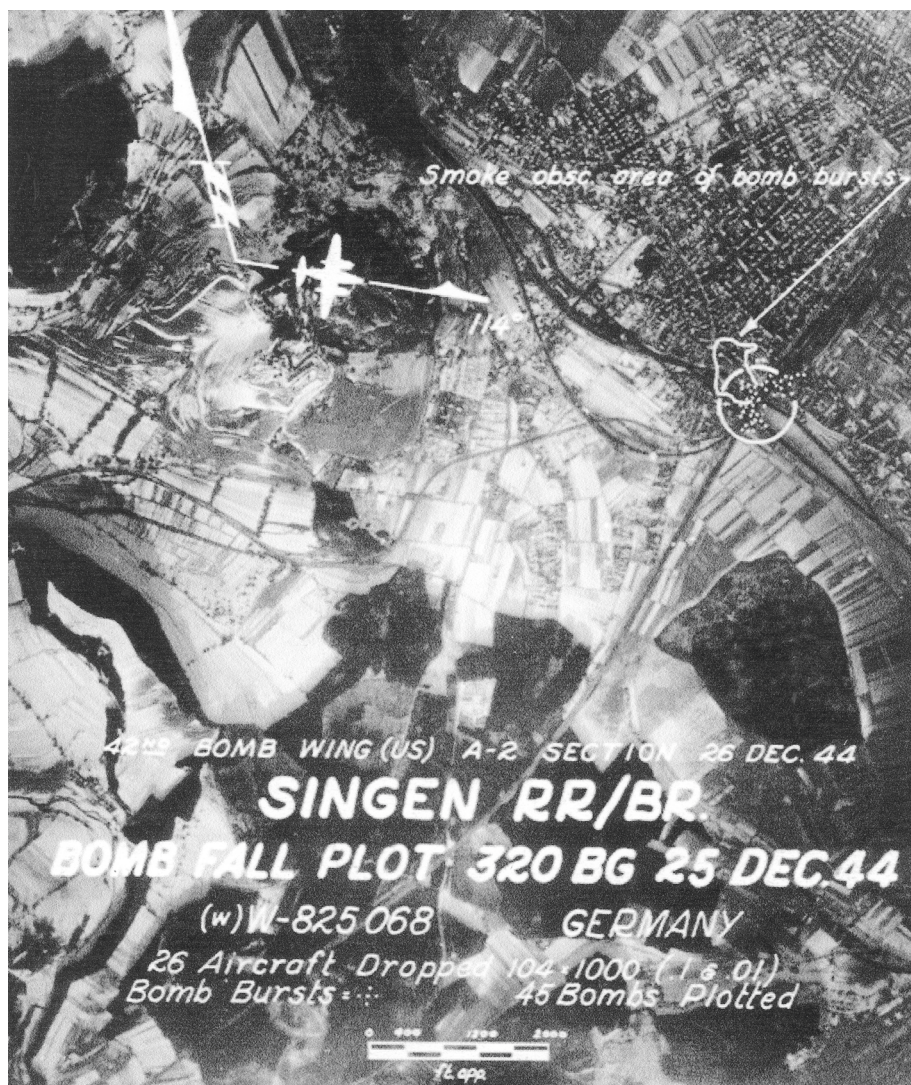 N
Smoke obsc. area of bomb bursts
114°
42ND BOMB WING (US) A-2 SECTION 26 DEC. 44
SINGEN RR/BR.
BOMB FALL PLOT 320 BG 25 DEC. 44
(w) W-825068 GERMANY
26 Aircraft Dropped 104×1000 (.1 & .01)
Bomb Bursts = 45 Bombs Plotted
0 400 1200 2000
ft. app.